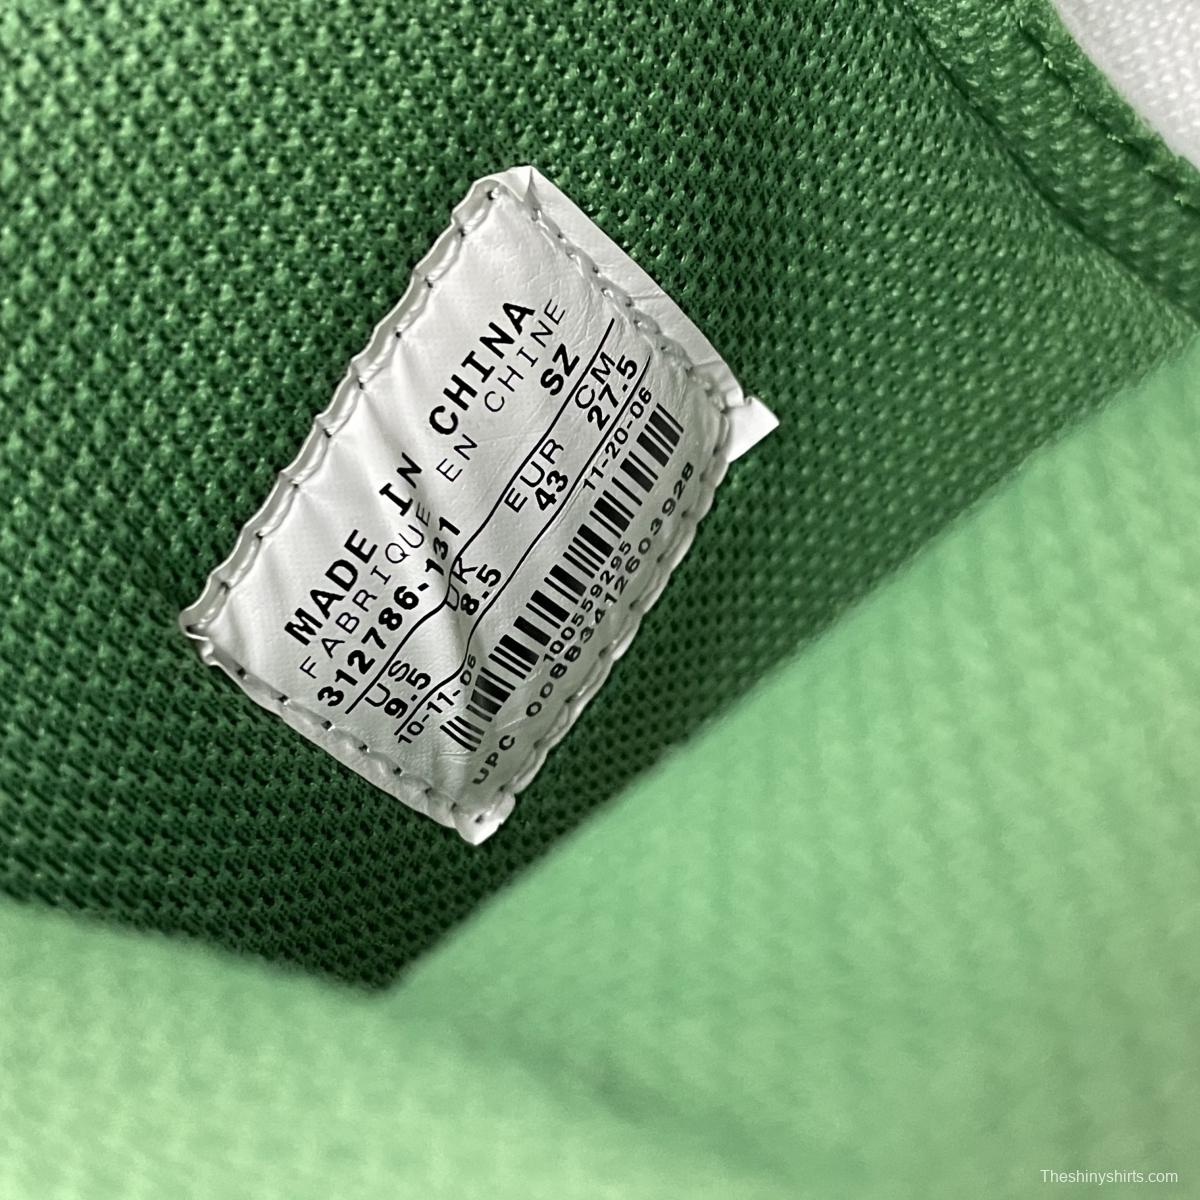 MADE IN CHINA
FABRIQUE EN CHINE
312786-131 SZ
US UK EUR CM
9.5 8.5 43 27.5
10-11-06 11-20-06
100559295
UPC 00883412603928
Theshinyshirts.com